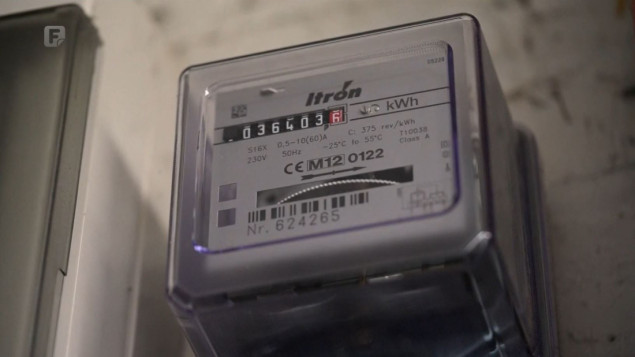 F
Itron
0364036 kWh
S16X 0,5-10(60)A C: 375 rev/kWh
230V 50Hz -25°C to 55°C T10038
Class A
CE M12 0122
Nr. 624265